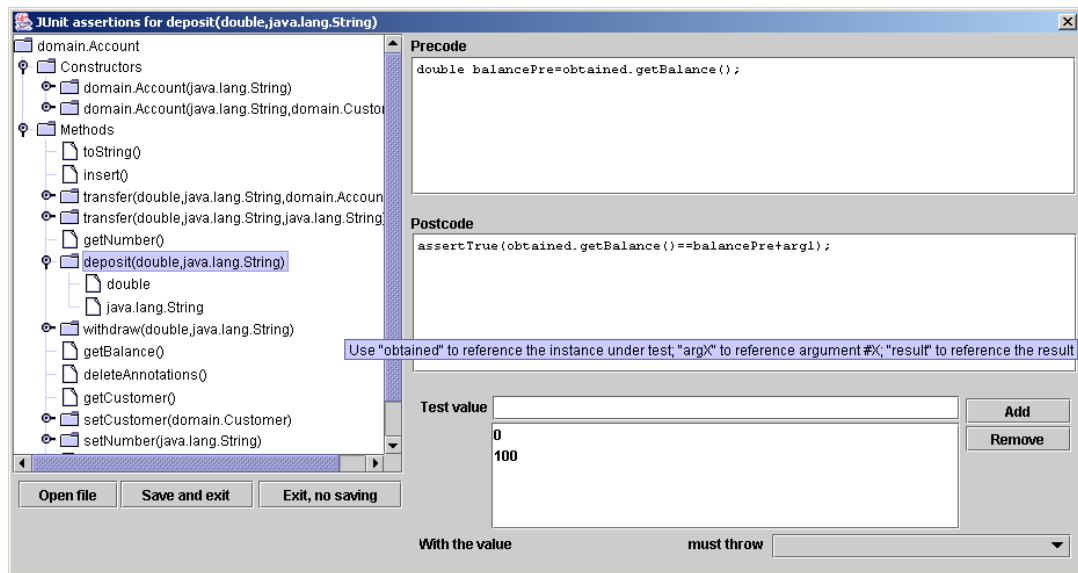 JUnit assertions for deposit(double,java.lang.String)
domain.Account
Constructors
domain.Account(java.lang.String)
domain.Account(java.lang.String,domain.Custo
Methods
toString()
insert()
transfer(double,java.lang.String,domain.Accoun
transfer(double,java.lang.String,java.lang.String
getNumber()
deposit(double,java.lang.String)
double
java.lang.String
withdraw(double,java.lang.String)
getBalance()
deleteAnnotations()
getCustomer()
setCustomer(domain.Customer)
setNumber(java.lang.String)
Open file
Save and exit
Exit, no saving
Precode
double balancePre=obtained.getBalance();
Postcode
assertTrue(obtained.getBalance()==balancePre+arg1);
Use "obtained" to reference the instance under test; "argX" to reference argument #X; "result" to reference the result
Test value
Add
Remove
0
100
With the value
must throw